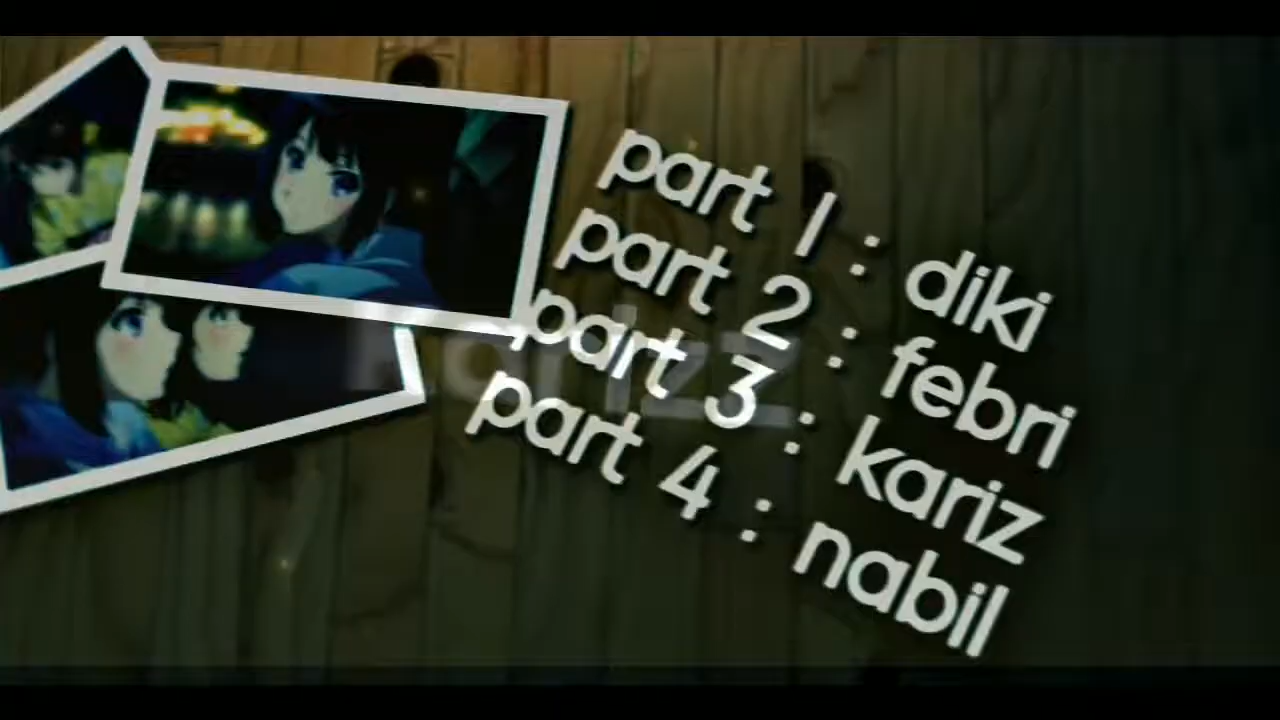 part 1 : diki
part 2 : febri
part 3 : kariz
part 4 : nabil